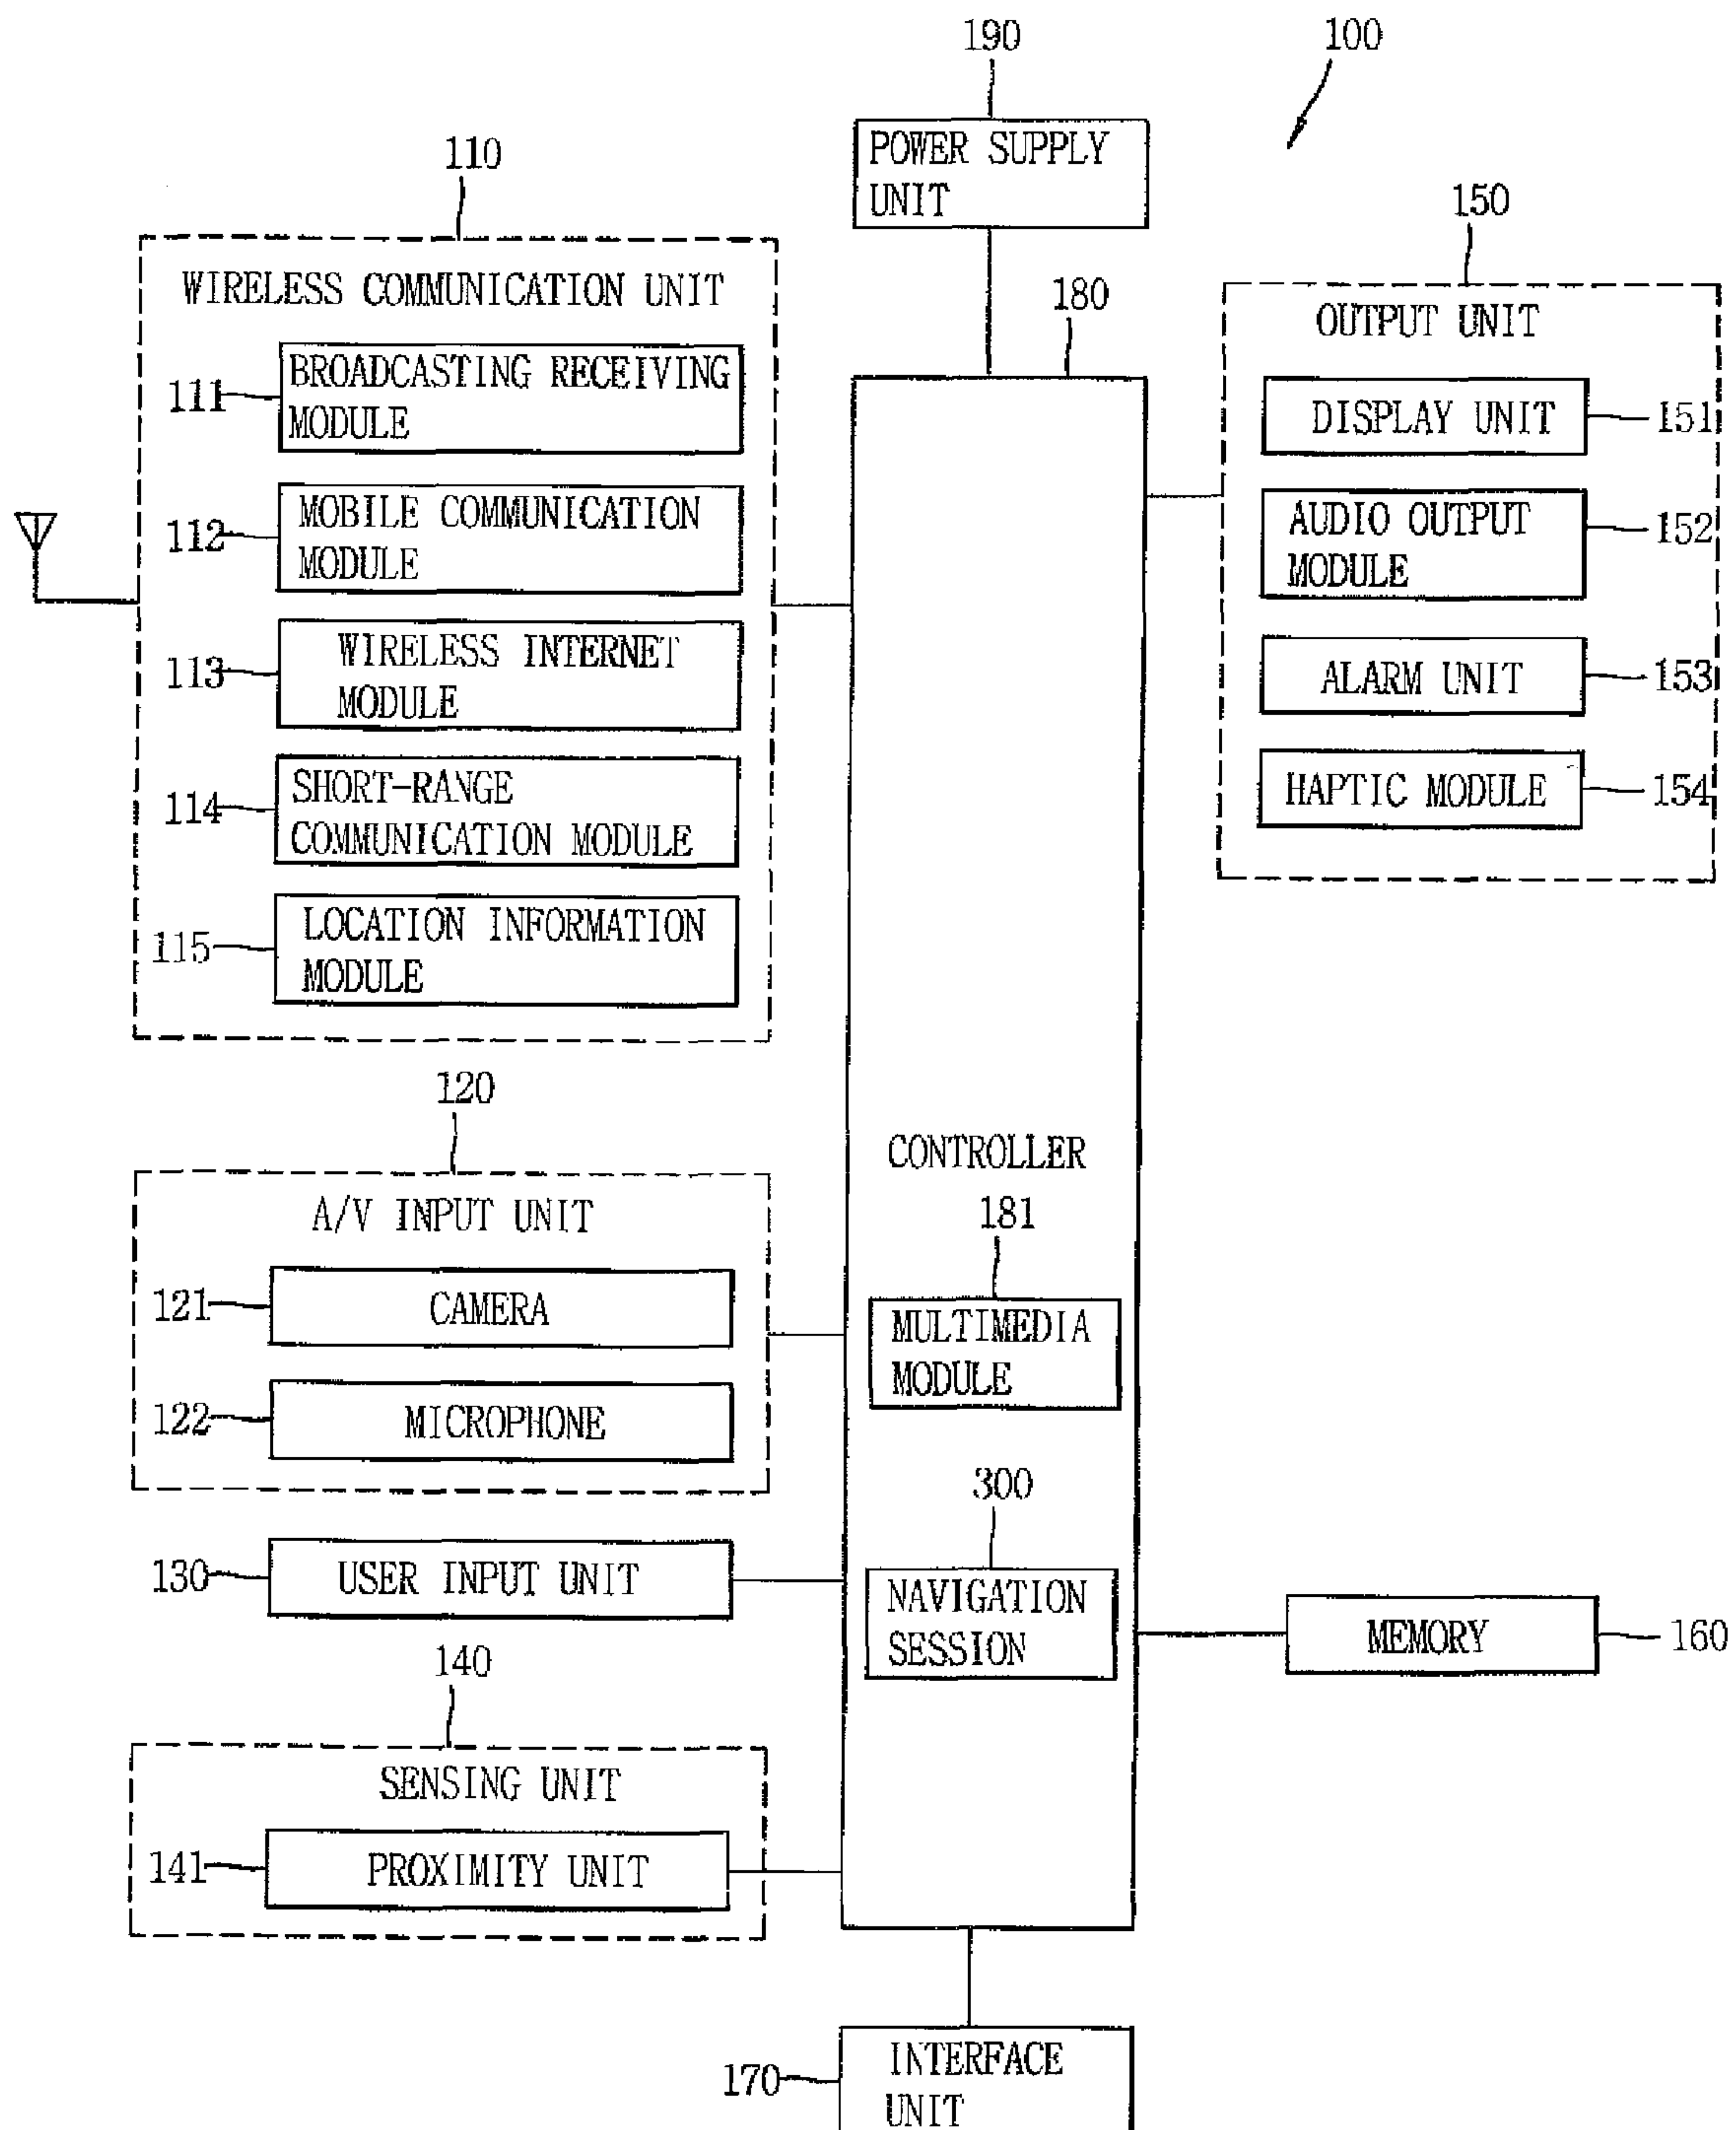 190
100
POWER SUPPLY
UNIT
110
150
WIRELESS COMMUNICATION UNIT
180
OUTPUT UNIT
111
BROADCASTING RECEIVING
MODULE
DISPLAY UNIT
151
112
MOBILE COMMUNICATION
MODULE
AUDIO OUTPUT
MODULE
152
113
WIRELESS INTERNET
MODULE
ALARM UNIT
153
114
SHORT-RANGE
COMMUNICATION MODULE
HAPTIC MODULE
154
115
LOCATION INFORMATION
MODULE
120
CONTROLLER
A/V INPUT UNIT
181
121
CAMERA
MULTIMEDIA
MODULE
122
MICROPHONE
300
130
USER INPUT UNIT
NAVIGATION
SESSION
MEMORY
160
140
SENSING UNIT
141
PROXIMITY UNIT
170
INTERFACE
UNIT